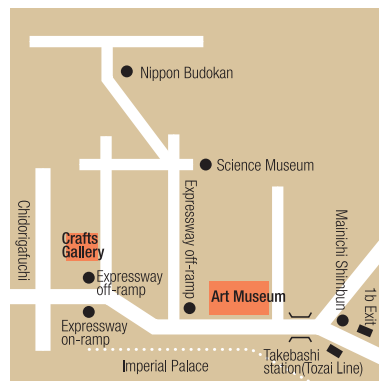 Nippon Budokan
Science Museum
Chidorigafuchi
Crafts
Gallery
Expressway
off-ramp
Expressway off-ramp
Art Museum
Mainichi Shimbun
1b Exit
Expressway
on-ramp
Imperial Palace
Takebashi
station(Tozai Line)